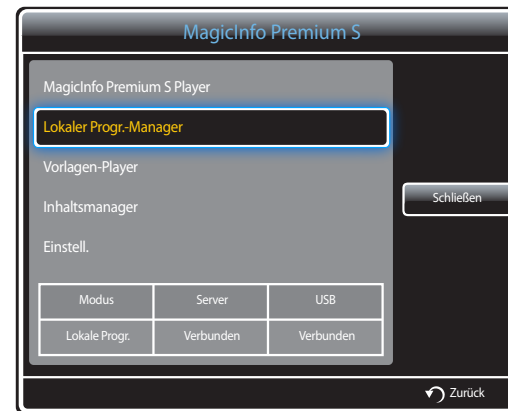 MagicInfo Premium S
MagicInfo Premium S Player
Lokaler Progr.-Manager
Vorlagen-Player
Inhaltsmanager
Einstell.
Schließen
Modus Server USB
Lokale Progr. Verbunden Verbunden
Zurück